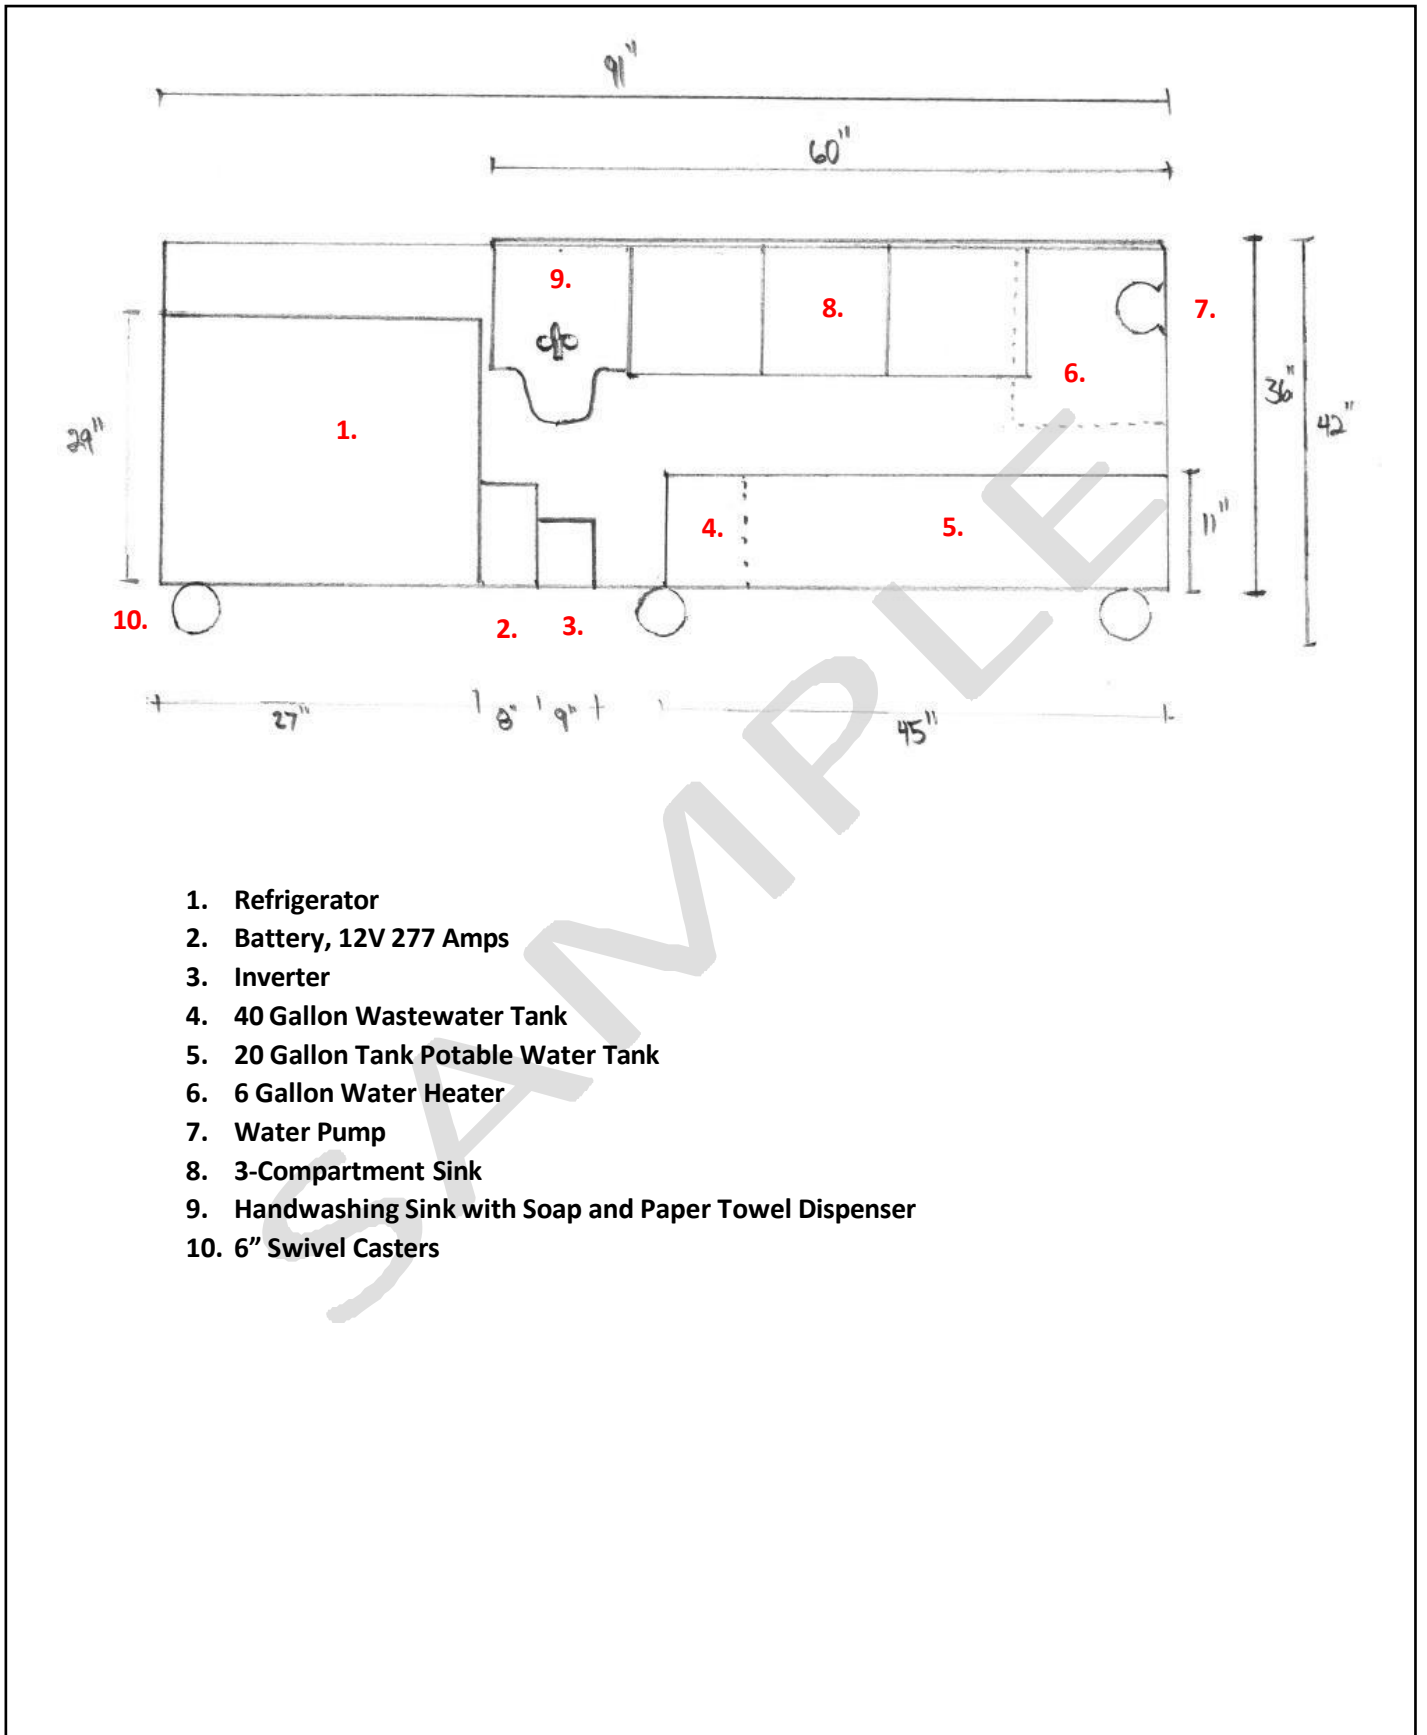 91"
60"
9.
8.
7.
6.
36"
42"
29"
1.
4.
5.
11"
10.
2.
3.
27"
8"
9"
45"
1. Refrigerator
2. Battery, 12V 277 Amps
3. Inverter
4. 40 Gallon Wastewater Tank
5. 20 Gallon Tank Potable Water Tank
6. 6 Gallon Water Heater
7. Water Pump
8. 3-Compartment Sink
9. Handwashing Sink with Soap and Paper Towel Dispenser
10. 6” Swivel Casters
SAMPLE